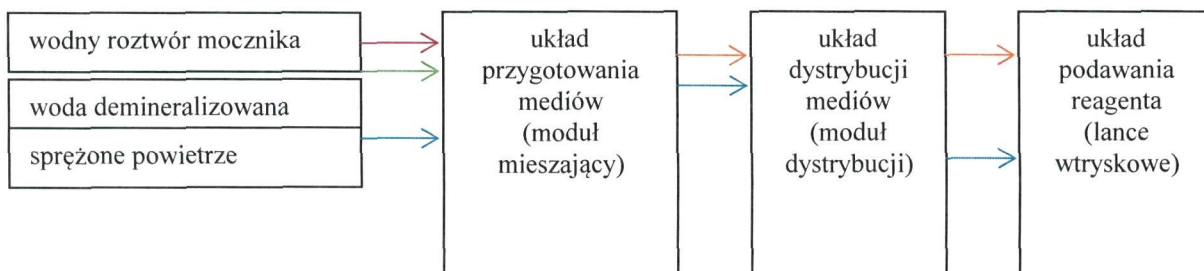 wodny roztwór mocznika
woda demineralizowana
sprężone powietrze
układ
przygotowania
mediów
(moduł
mieszający)
układ
dystrybucji
mediów
(moduł
dystrybucji)
układ
podawania
reagenta
(lance
wtryskowe)